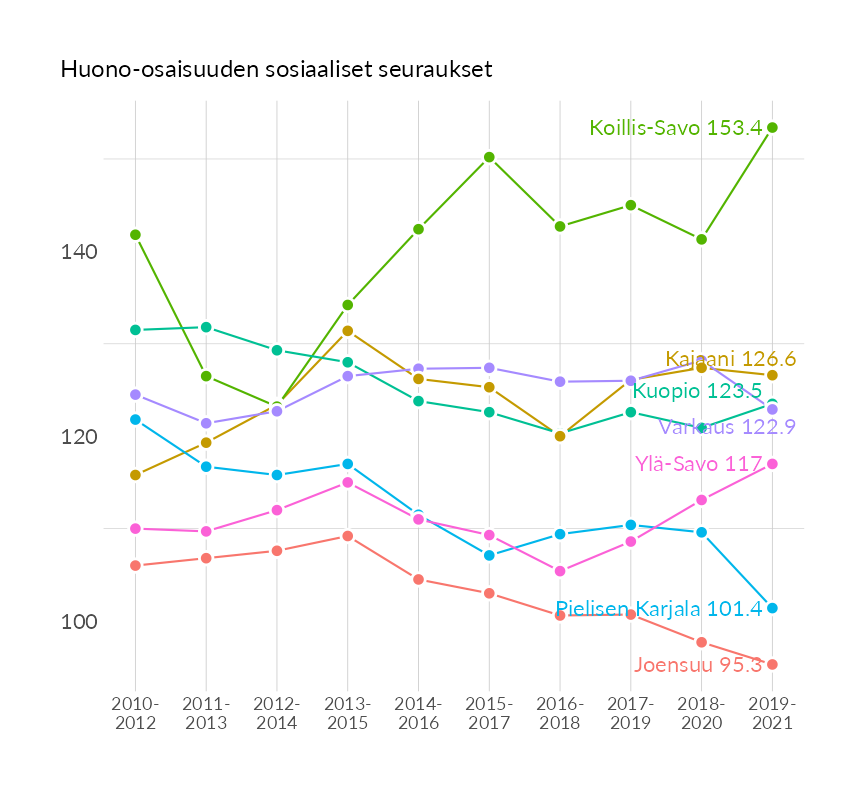 Huono-osaisuuden sosiaaliset seuraukset
Koillis-Savo 153.4
140
Kajaani 126.6
Kuopio 123.5
Varkaus 122.9
120
Ylä-Savo 117
Pielisen Karjala 101.4
100
Joensuu 95.3
2010- 2011- 2012- 2013- 2014- 2015- 2016- 2017- 2018- 2019-
2012 2013 2014 2015 2016 2017 2018 2019 2020 2021